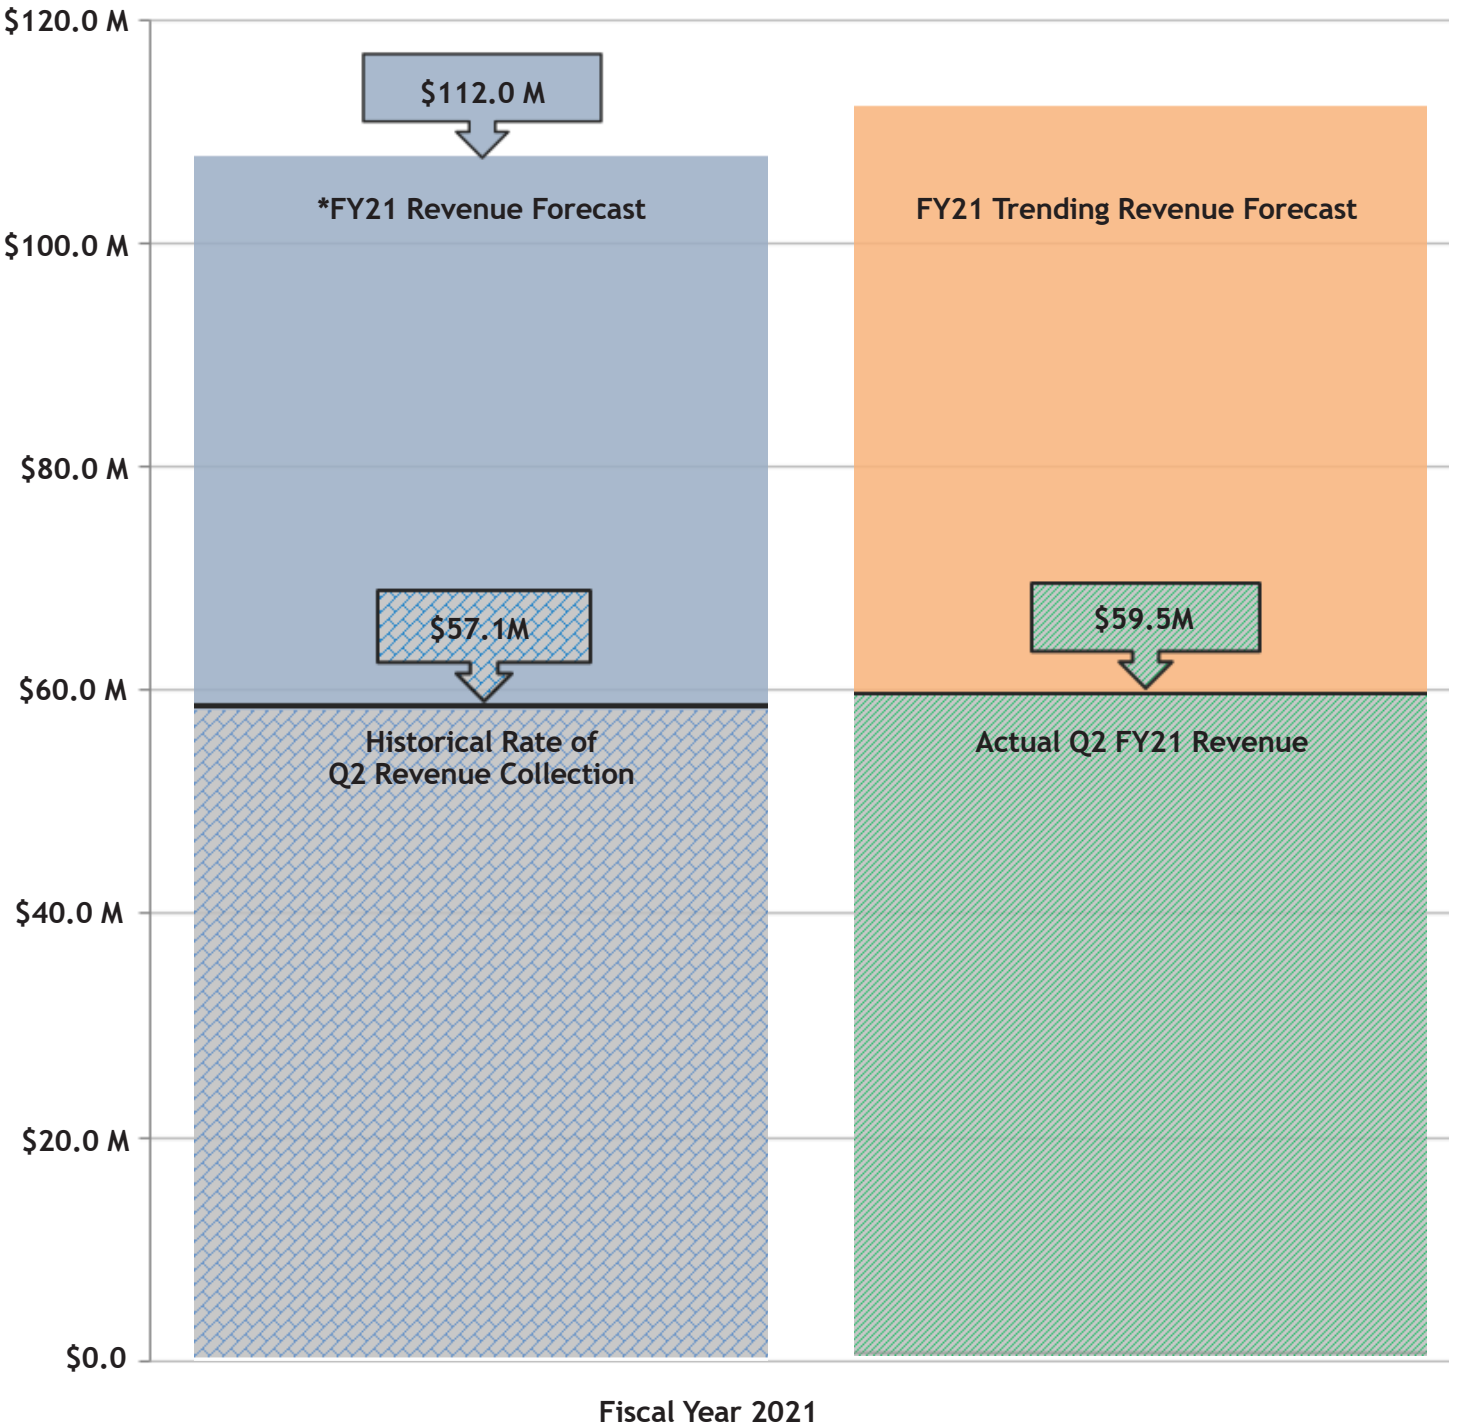 $120.0 M
$112.0 M
*FY21 Revenue Forecast
FY21 Trending Revenue Forecast
$100.0 M
$80.0 M
$57.1M
$59.5M
$60.0 M
Historical Rate of
Q2 Revenue Collection
Actual Q2 FY21 Revenue
$40.0 M
$20.0 M
$0.0
Fiscal Year 2021